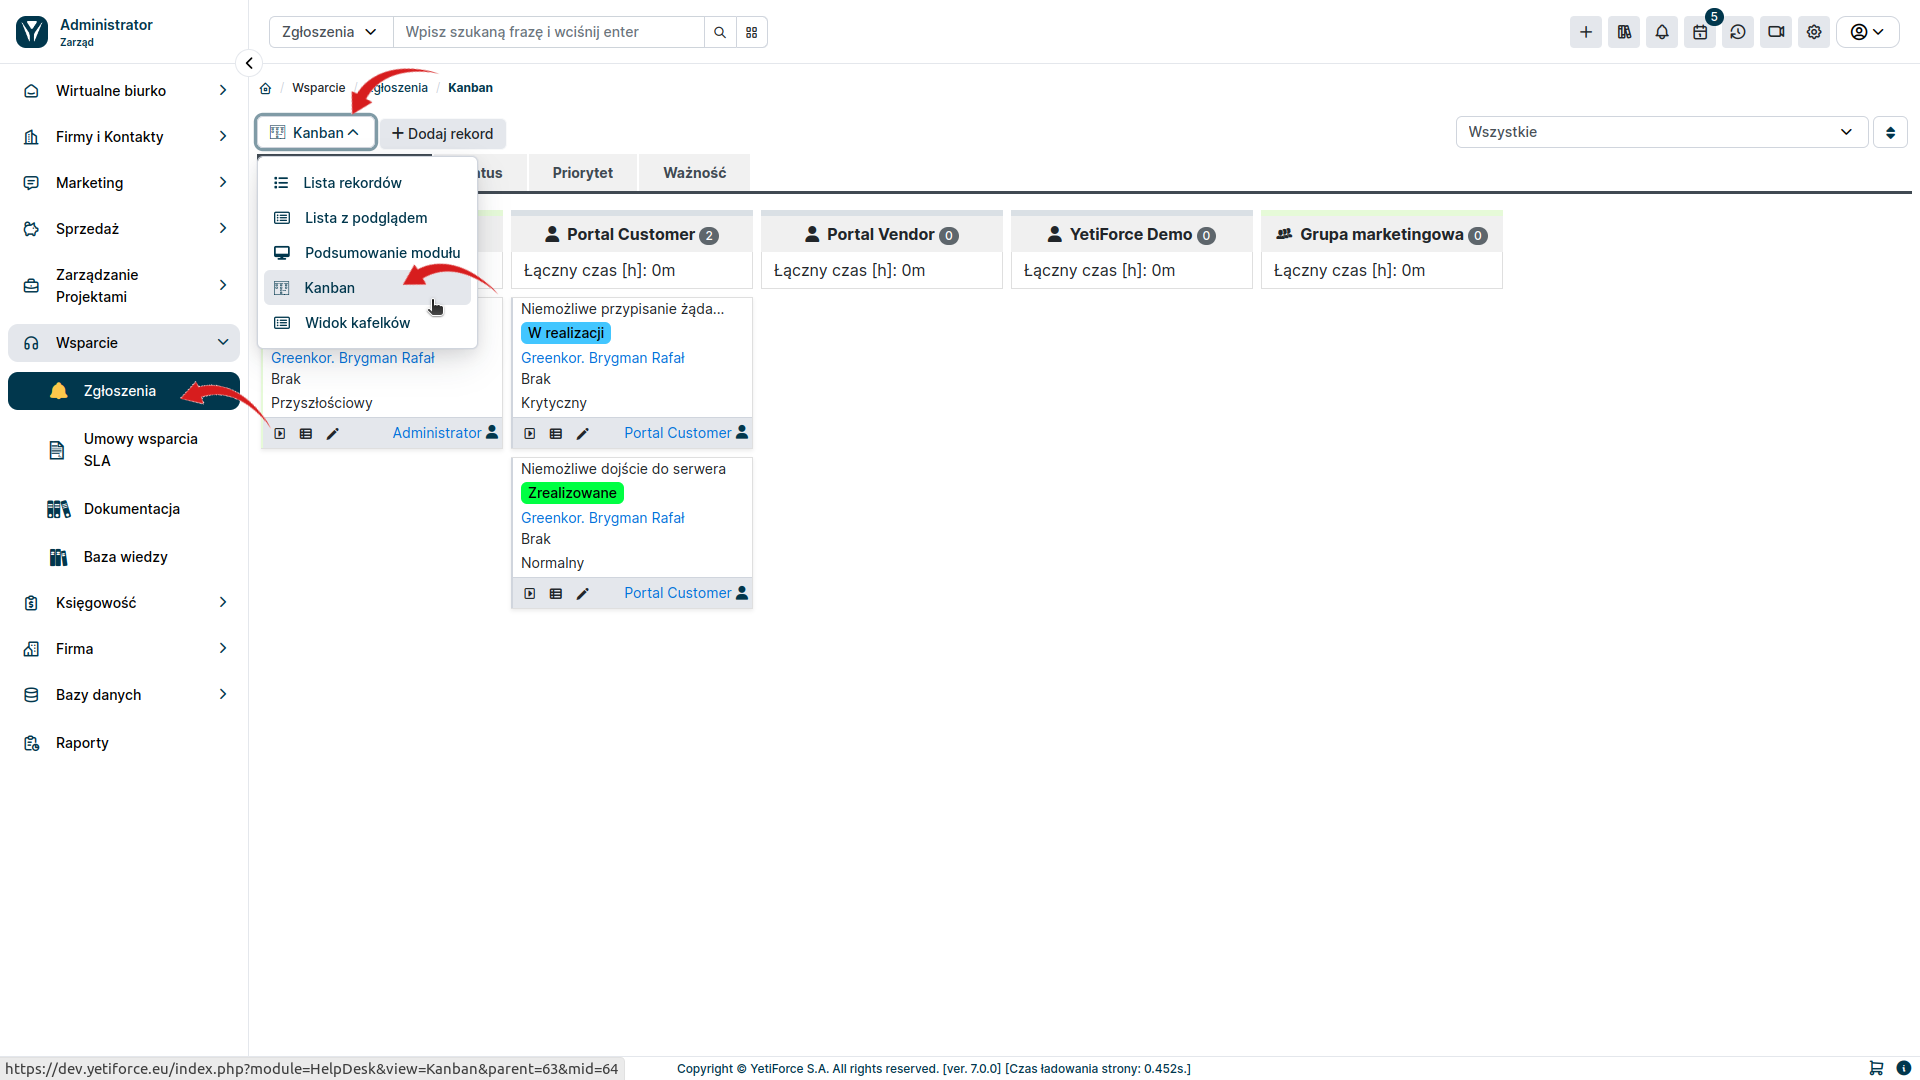 Administrator
Zarząd
Zgłoszenia
Wpisz szukaną frazę i wciśnij enter
5
Wirtualne biurko
Firmy i Kontakty
Marketing
Sprzedaż
Zarządzanie
Projektami
Wsparcie
Zgłoszenia
Umowy wsparcia
SLA
Dokumentacja
Baza wiedzy
Księgowość
Firma
Bazy danych
Raporty
/ Wsparcie / głoszenia / Kanban
Kanban
+ Dodaj rekord
Wszystkie
tus
Priorytet
Ważność
Lista rekordów
Lista z podglądem
Podsumowanie modułu
Kanban
Widok kafelków
Greenkor. Brygman Rafał
Brak
Przyszłościowy
Administrator
Portal Customer 2
Łączny czas [h]: 0m
Niemożliwe przypisanie żąda...
W realizacji
Greenkor. Brygman Rafał
Brak
Krytyczny
Portal Customer
Niemożliwe dojście do serwera
Zrealizowane
Greenkor. Brygman Rafał
Brak
Normalny
Portal Customer
Portal Vendor 0
Łączny czas [h]: 0m
YetiForce Demo 0
Łączny czas [h]: 0m
Grupa marketingowa 0
Łączny czas [h]: 0m
https://dev.yetiforce.eu/index.php?module=HelpDesk&view=Kanban&parent=63&mid=64
Copyright © YetiForce S.A. All rights reserved. [ver. 7.0.0] [Czas ładowania strony: 0.452s.]